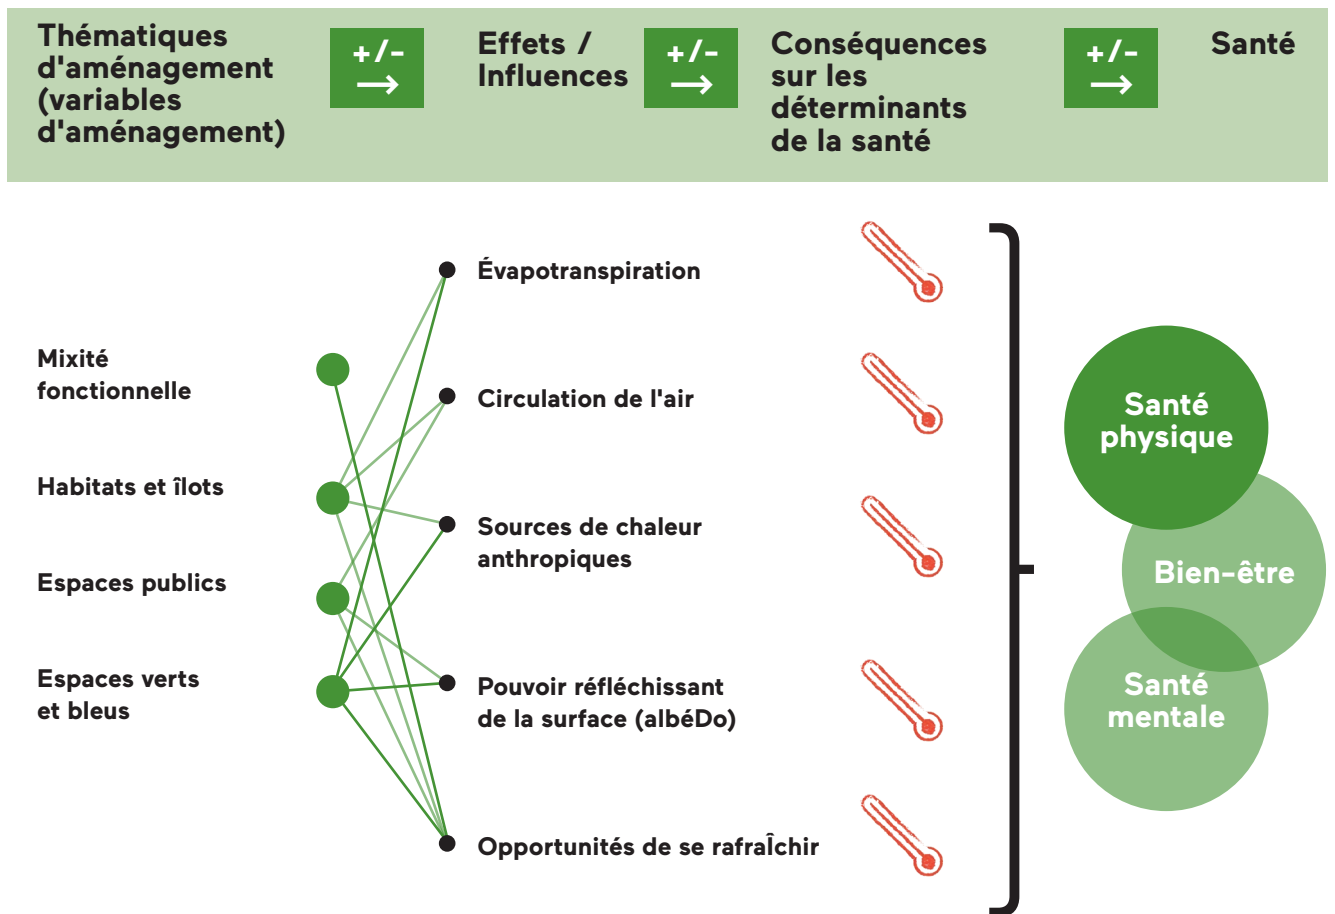 Thématiques
d'aménagement
(variables
d'aménagement)
+/-
→
Effets /
Influences
+/-
→
Conséquences
sur les
déterminants
de la santé
+/-
→
Santé
Mixité
fonctionnelle
Habitats et îlots
Espaces publics
Espaces verts
et bleus
Évapotranspiration
Circulation de l'air
Sources de chaleur
anthropiques
Pouvoir réfléchissant
de la surface (albéDo)
Opportunités de se rafraÎchir
Santé
physique
Bien-être
Santé
mentale